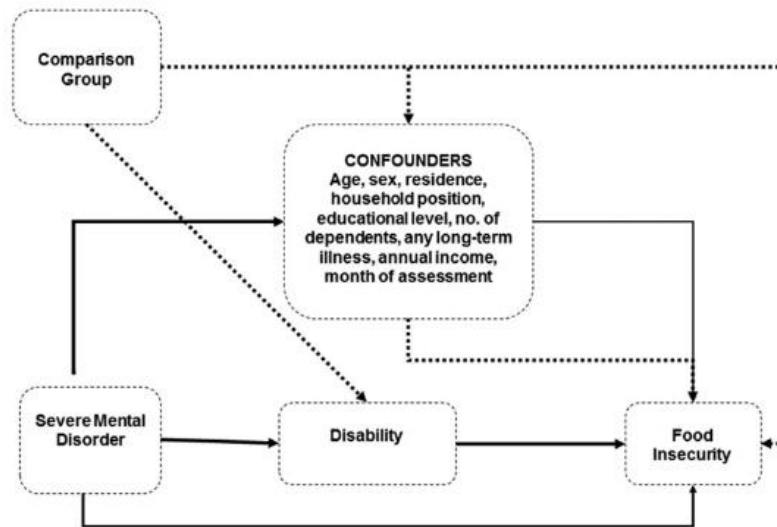 Comparison
Group
CONFOUNDERS
Age, sex, residence,
household position,
educational level, no. of
dependents, any long-term
illness, annual income,
month of assessment
Severe Mental
Disorder
Disability
Food
Insecurity